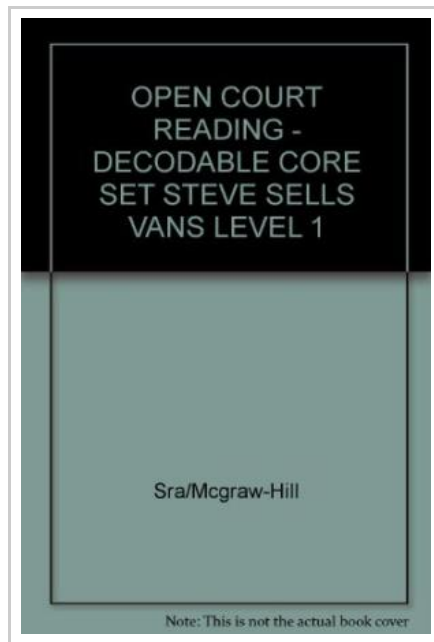 OPEN COURT
READING -
DECODABLE CORE
SET STEVE SELLS
VANS LEVEL 1
Sra/Mcgraw-Hill
Note: This is not the actual book cover